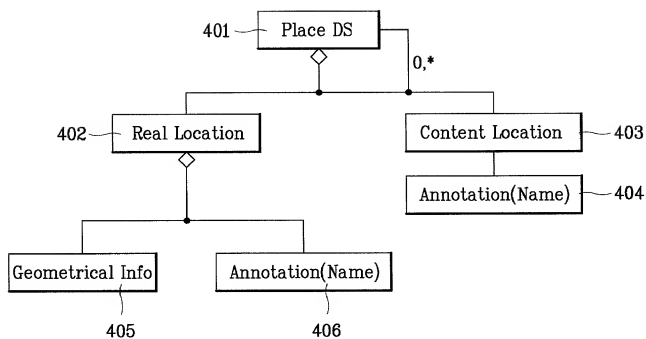 401
Place DS
0,*
402
Real Location
Content Location
403
Annotation(Name)
404
Geometrical Info
Annotation(Name)
405
406